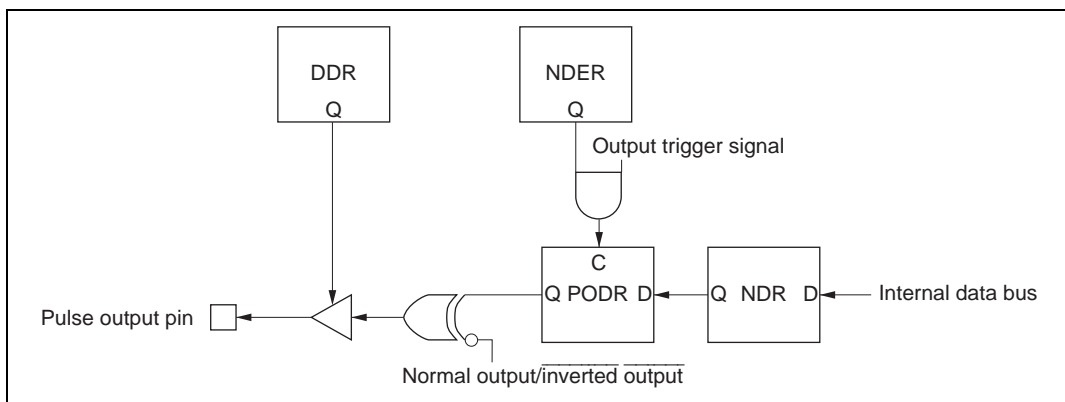 DDR
Q
NDER
Q
Output trigger signal
C
Q PODR D
Q NDR D
Internal data bus
Pulse output pin
Normal output/inverted output